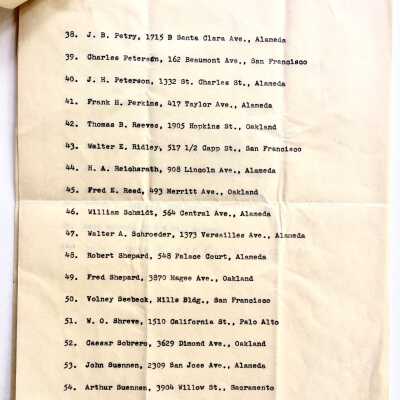 38. J. B. Petry, 1715 B Santa Clara Ave., Alameda
39. Charles Petersen, 162 Beaumont Ave., San Francisco
40. J. H. Peterson, 1332 St. Charles St., Alameda
41. Frank H. Perkins, 417 Taylor Ave., Alameda
42. Thomas B. Reeves, 1905 Hopkins St., Oakland
43. Walter E. Ridley, 517 1/2 Capp St., San Francisco
44. H. A. Reicharath, 908 Lincoln Ave., Alameda
45. Fred E. Reed, 493 Merritt Ave., Oakland
46. William Schmidt, 564 Central Ave., Alameda
47. Walter A. Schroeder, 1373 Versailles Ave., Alameda
48. Robert Shepard, 548 Palace Court, Alameda
49. Fred Shepard, 3870 Hagee Ave., Oakland
50. Volney Seebeck, Mills Bldg., San Francisco
51. W. O. Shreve, 1510 California St., Palo Alto
52. Caesar Sobrero, 3629 Dimond Ave., Oakland
53. John Suennen, 2309 San Jose Ave., Alameda
54. Arthur Suennen, 3904 Willow St., Sacramento